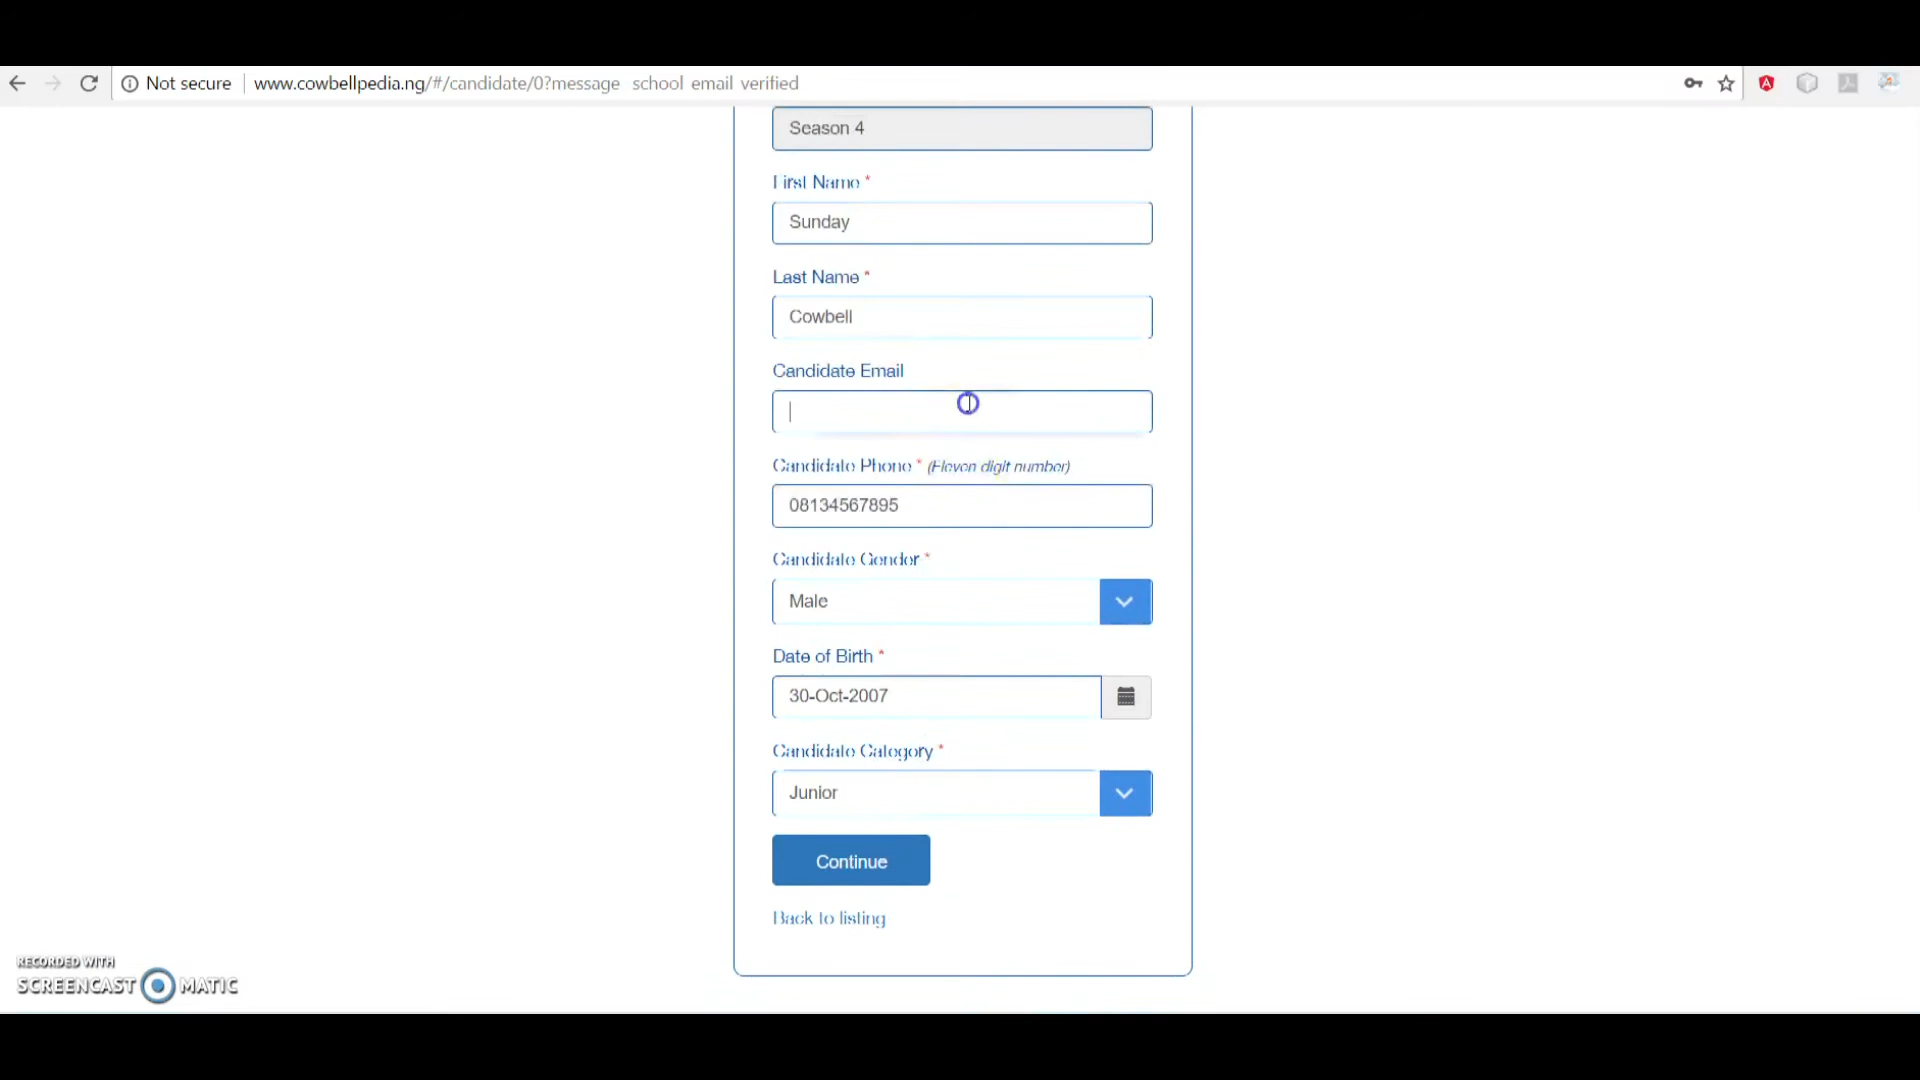 Not secure
www.cowbellpedia.ng/#/candidate/0?message school email verified
Season 4
First Name *
Sunday
Last Name *
Cowbell
Candidate Email
Candidate Phone * (Eleven digit number)
08134567895
Candidate Gender *
Male
Date of Birth *
30-Oct-2007
Candidate Category *
Junior
Continue
Back to listing
RECORDED WITH
SCREENCAST MATIC